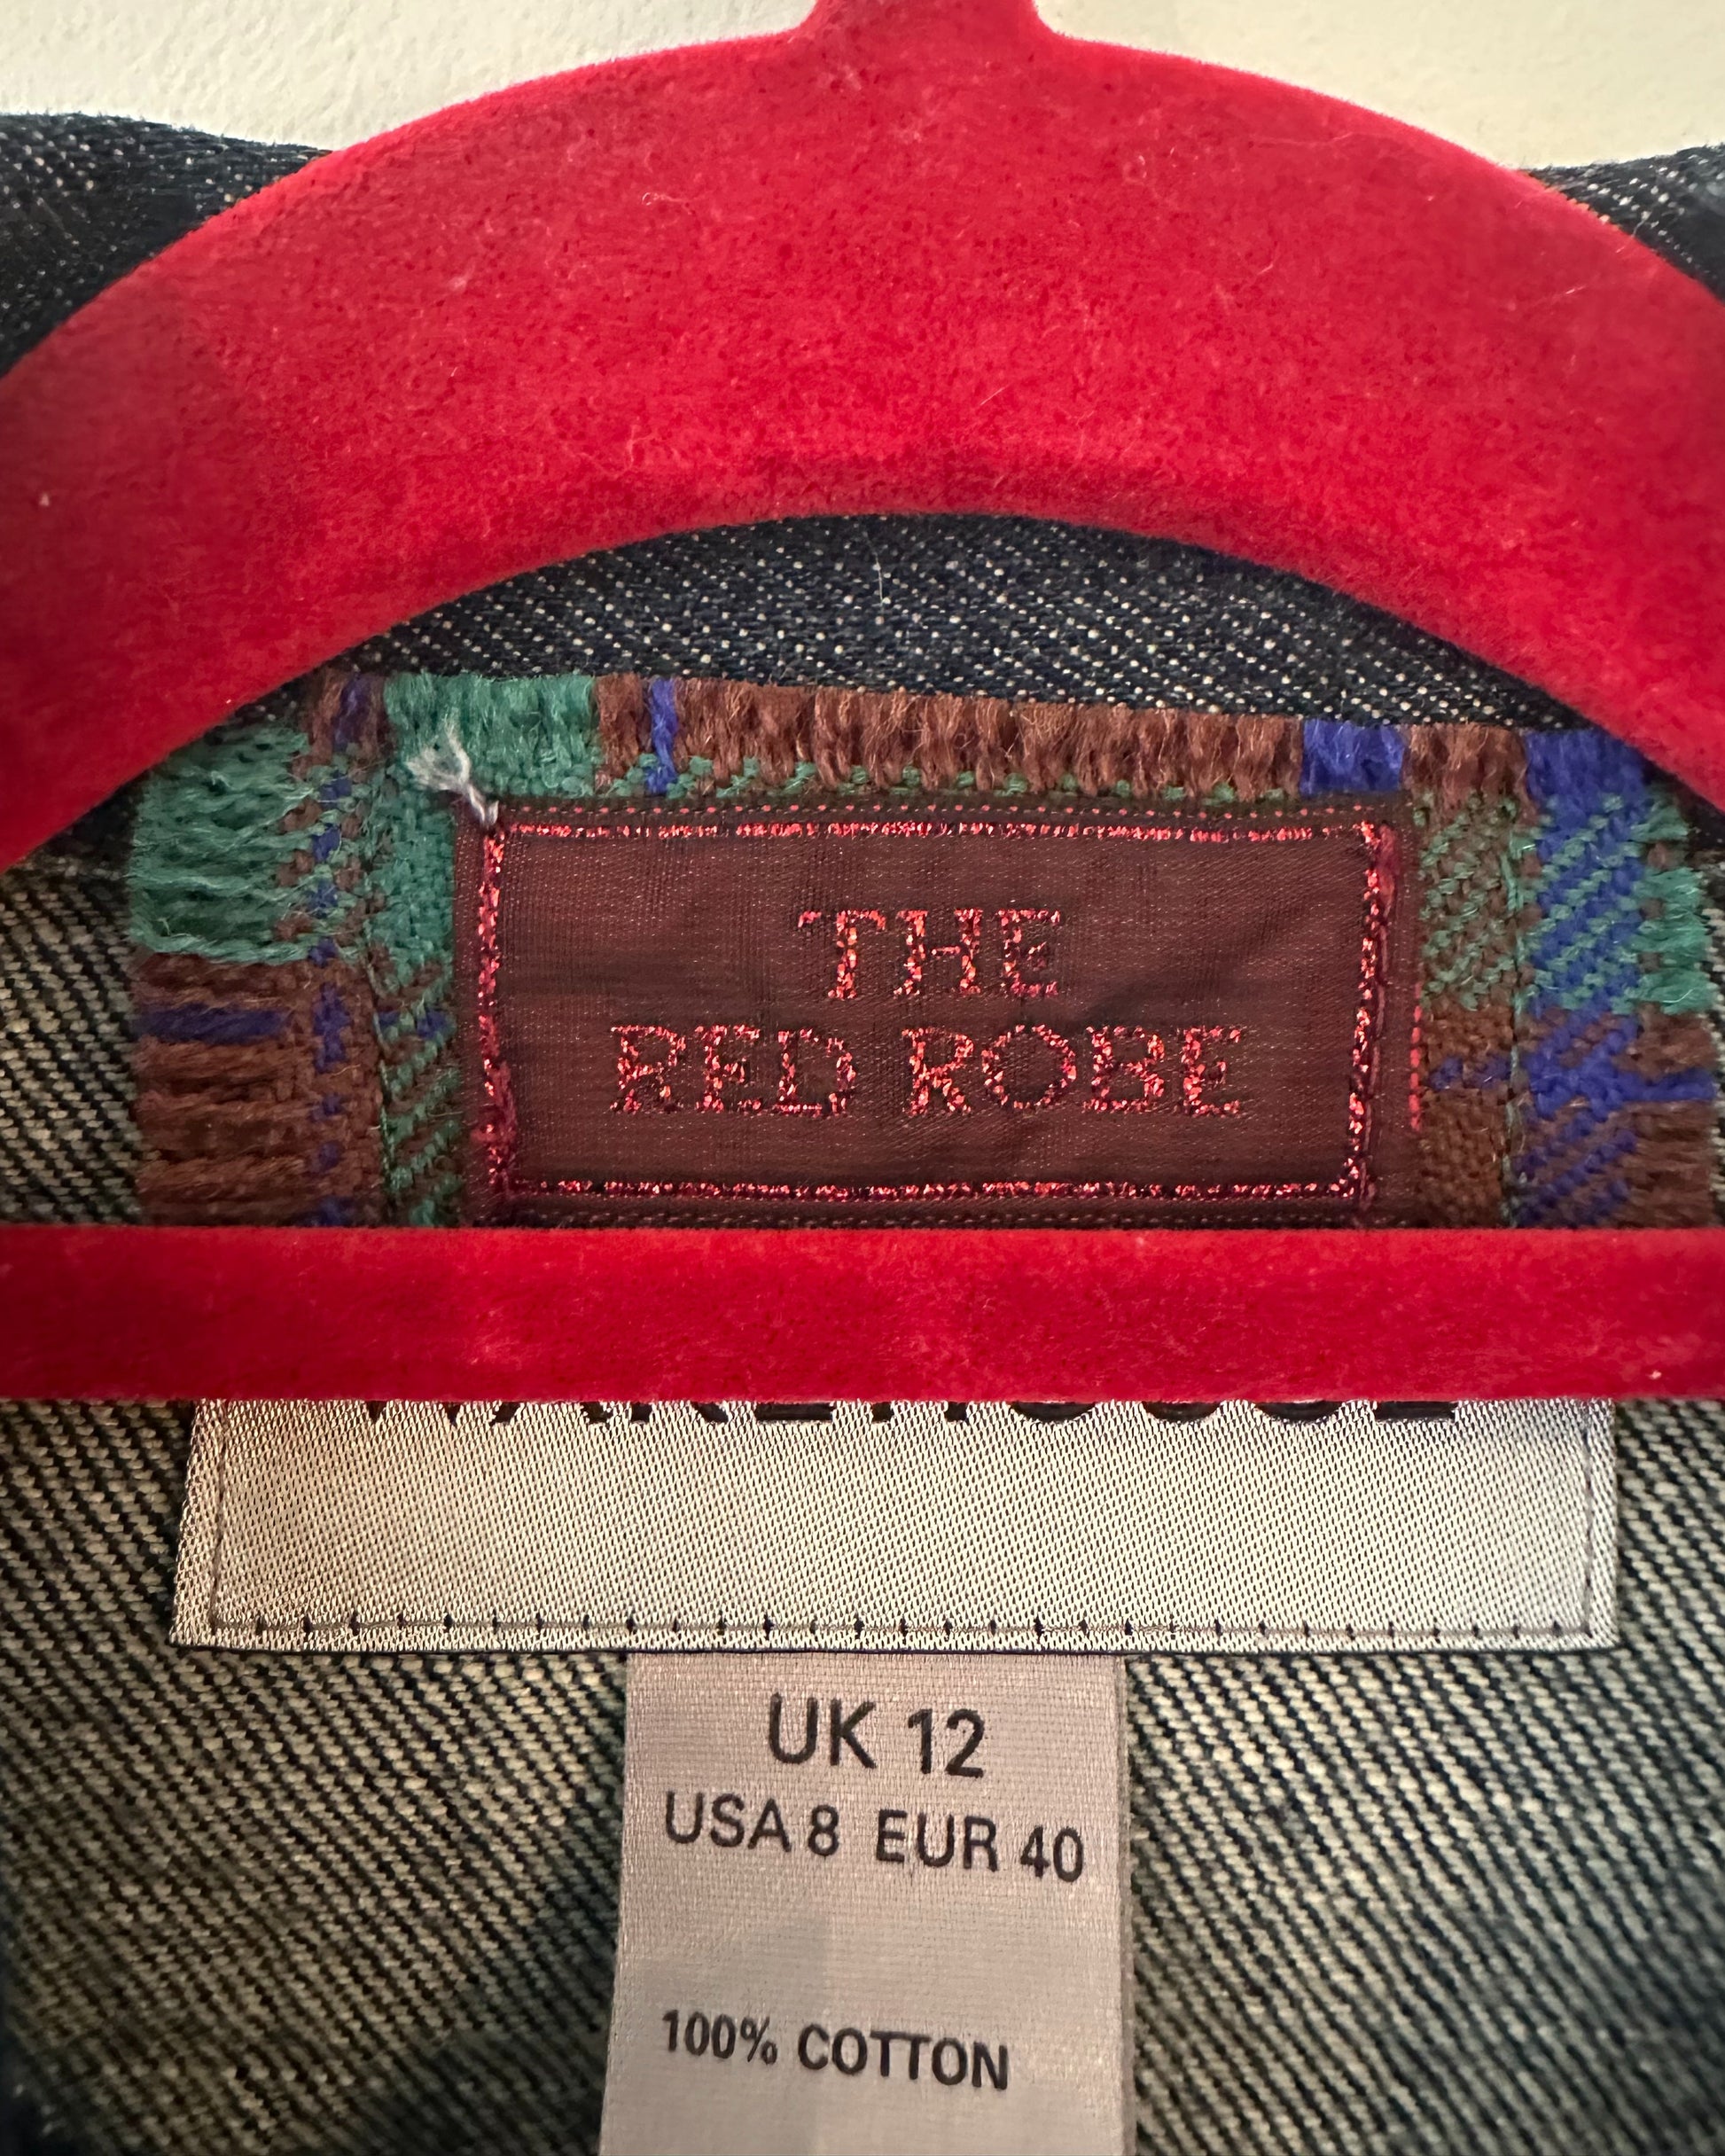 THE
RED ROBE
UK 12
USA 8 EUR 40
100% COTTON